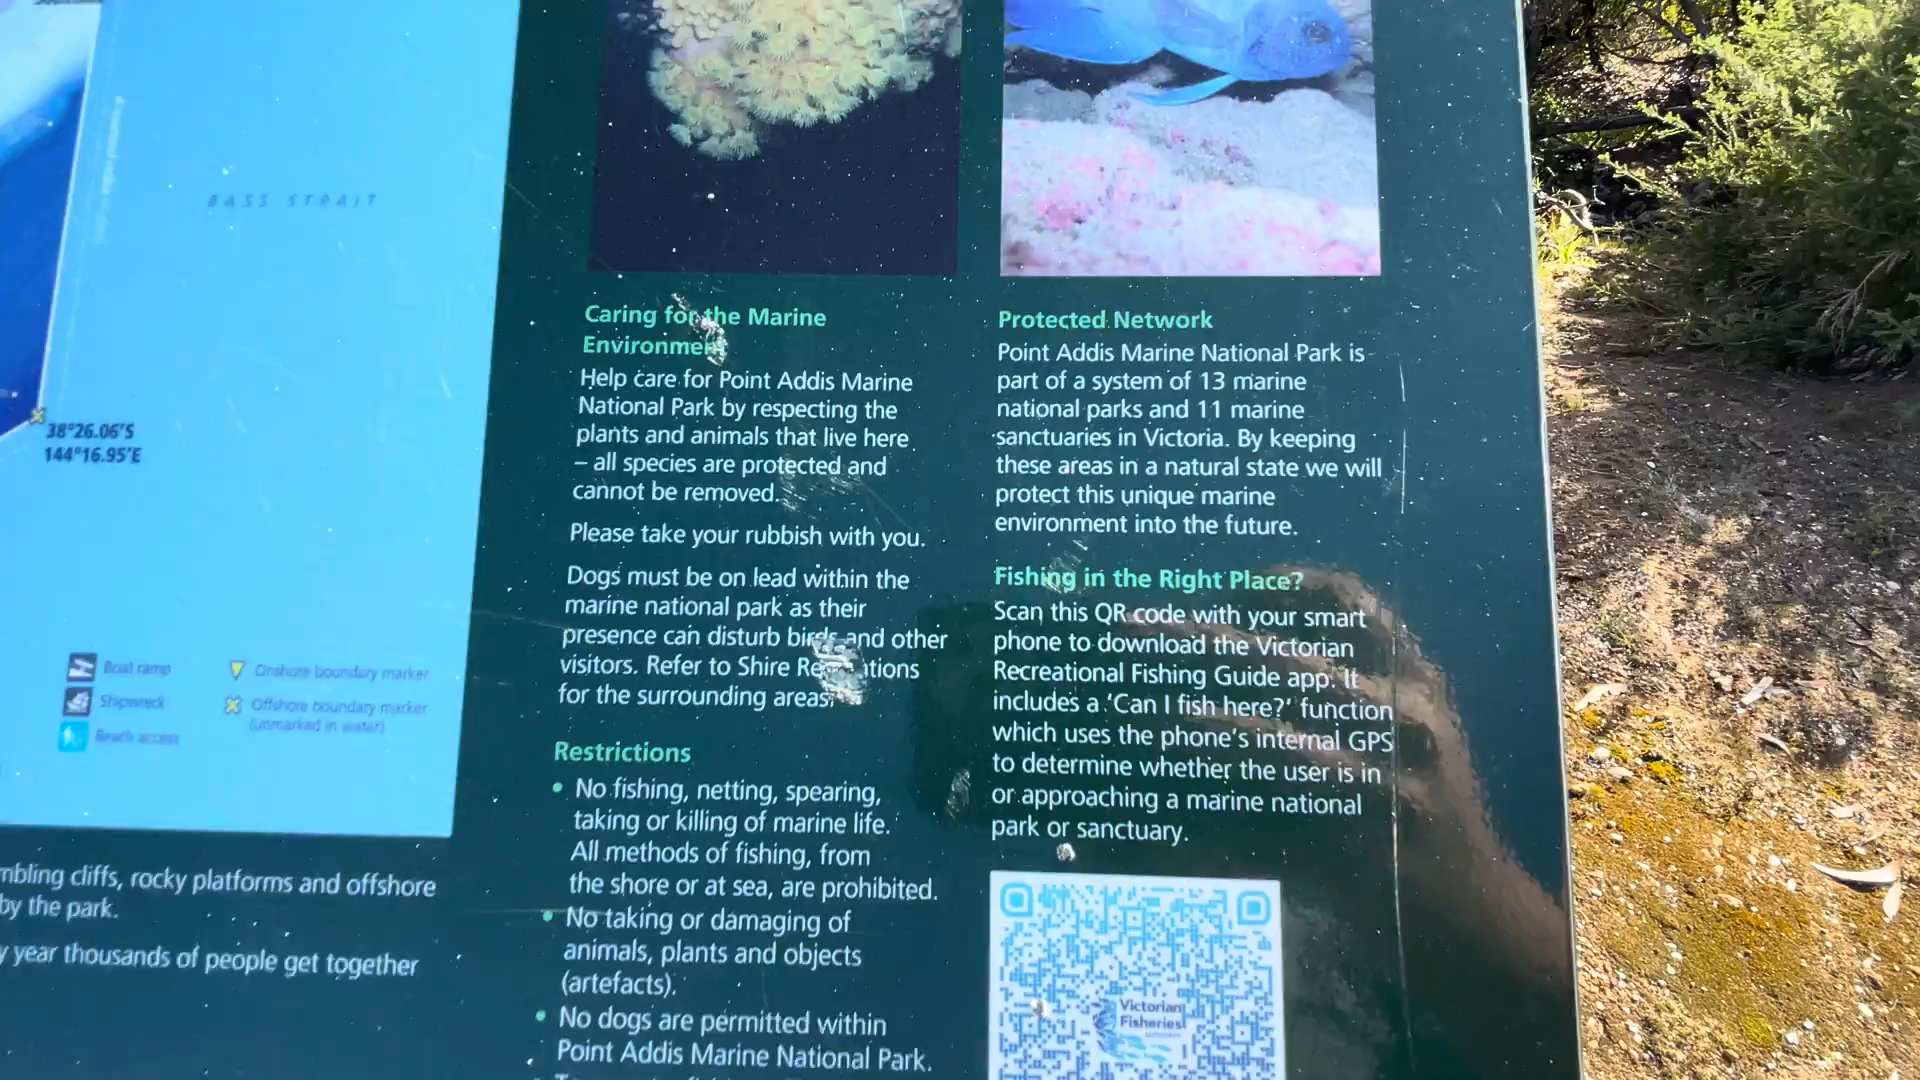 BASS STRAIT
38°26.06'S
144°16.95'E
Boat ramp
Shipwreck
Beach access
Onshore boundary marker
Offshore boundary marker
(unmarked in water)
mbling cliffs, rocky platforms and offshore
by the park.
y year thousands of people get together
Caring for the Marine
Environment
Help care for Point Addis Marine
National Park by respecting the
plants and animals that live here
– all species are protected and
cannot be removed.
Please take your rubbish with you.
Dogs must be on lead within the
marine national park as their
presence can disturb birds and other
visitors. Refer to Shire Regulations
for the surrounding areas.
Restrictions
• No fishing, netting, spearing,
taking or killing of marine life.
All methods of fishing, from
the shore or at sea, are prohibited.
• No taking or damaging of
animals, plants and objects
(artefacts).
• No dogs are permitted within
Point Addis Marine National Park.
Protected Network
Point Addis Marine National Park is
part of a system of 13 marine
national parks and 11 marine
sanctuaries in Victoria. By keeping
these areas in a natural state we will
protect this unique marine
environment into the future.
Fishing in the Right Place?
Scan this QR code with your smart
phone to download the Victorian
Recreational Fishing Guide app. It
includes a 'Can I fish here?' function
which uses the phone's internal GPS
to determine whether the user is in
or approaching a marine national
park or sanctuary.
Victorian
Fisheries